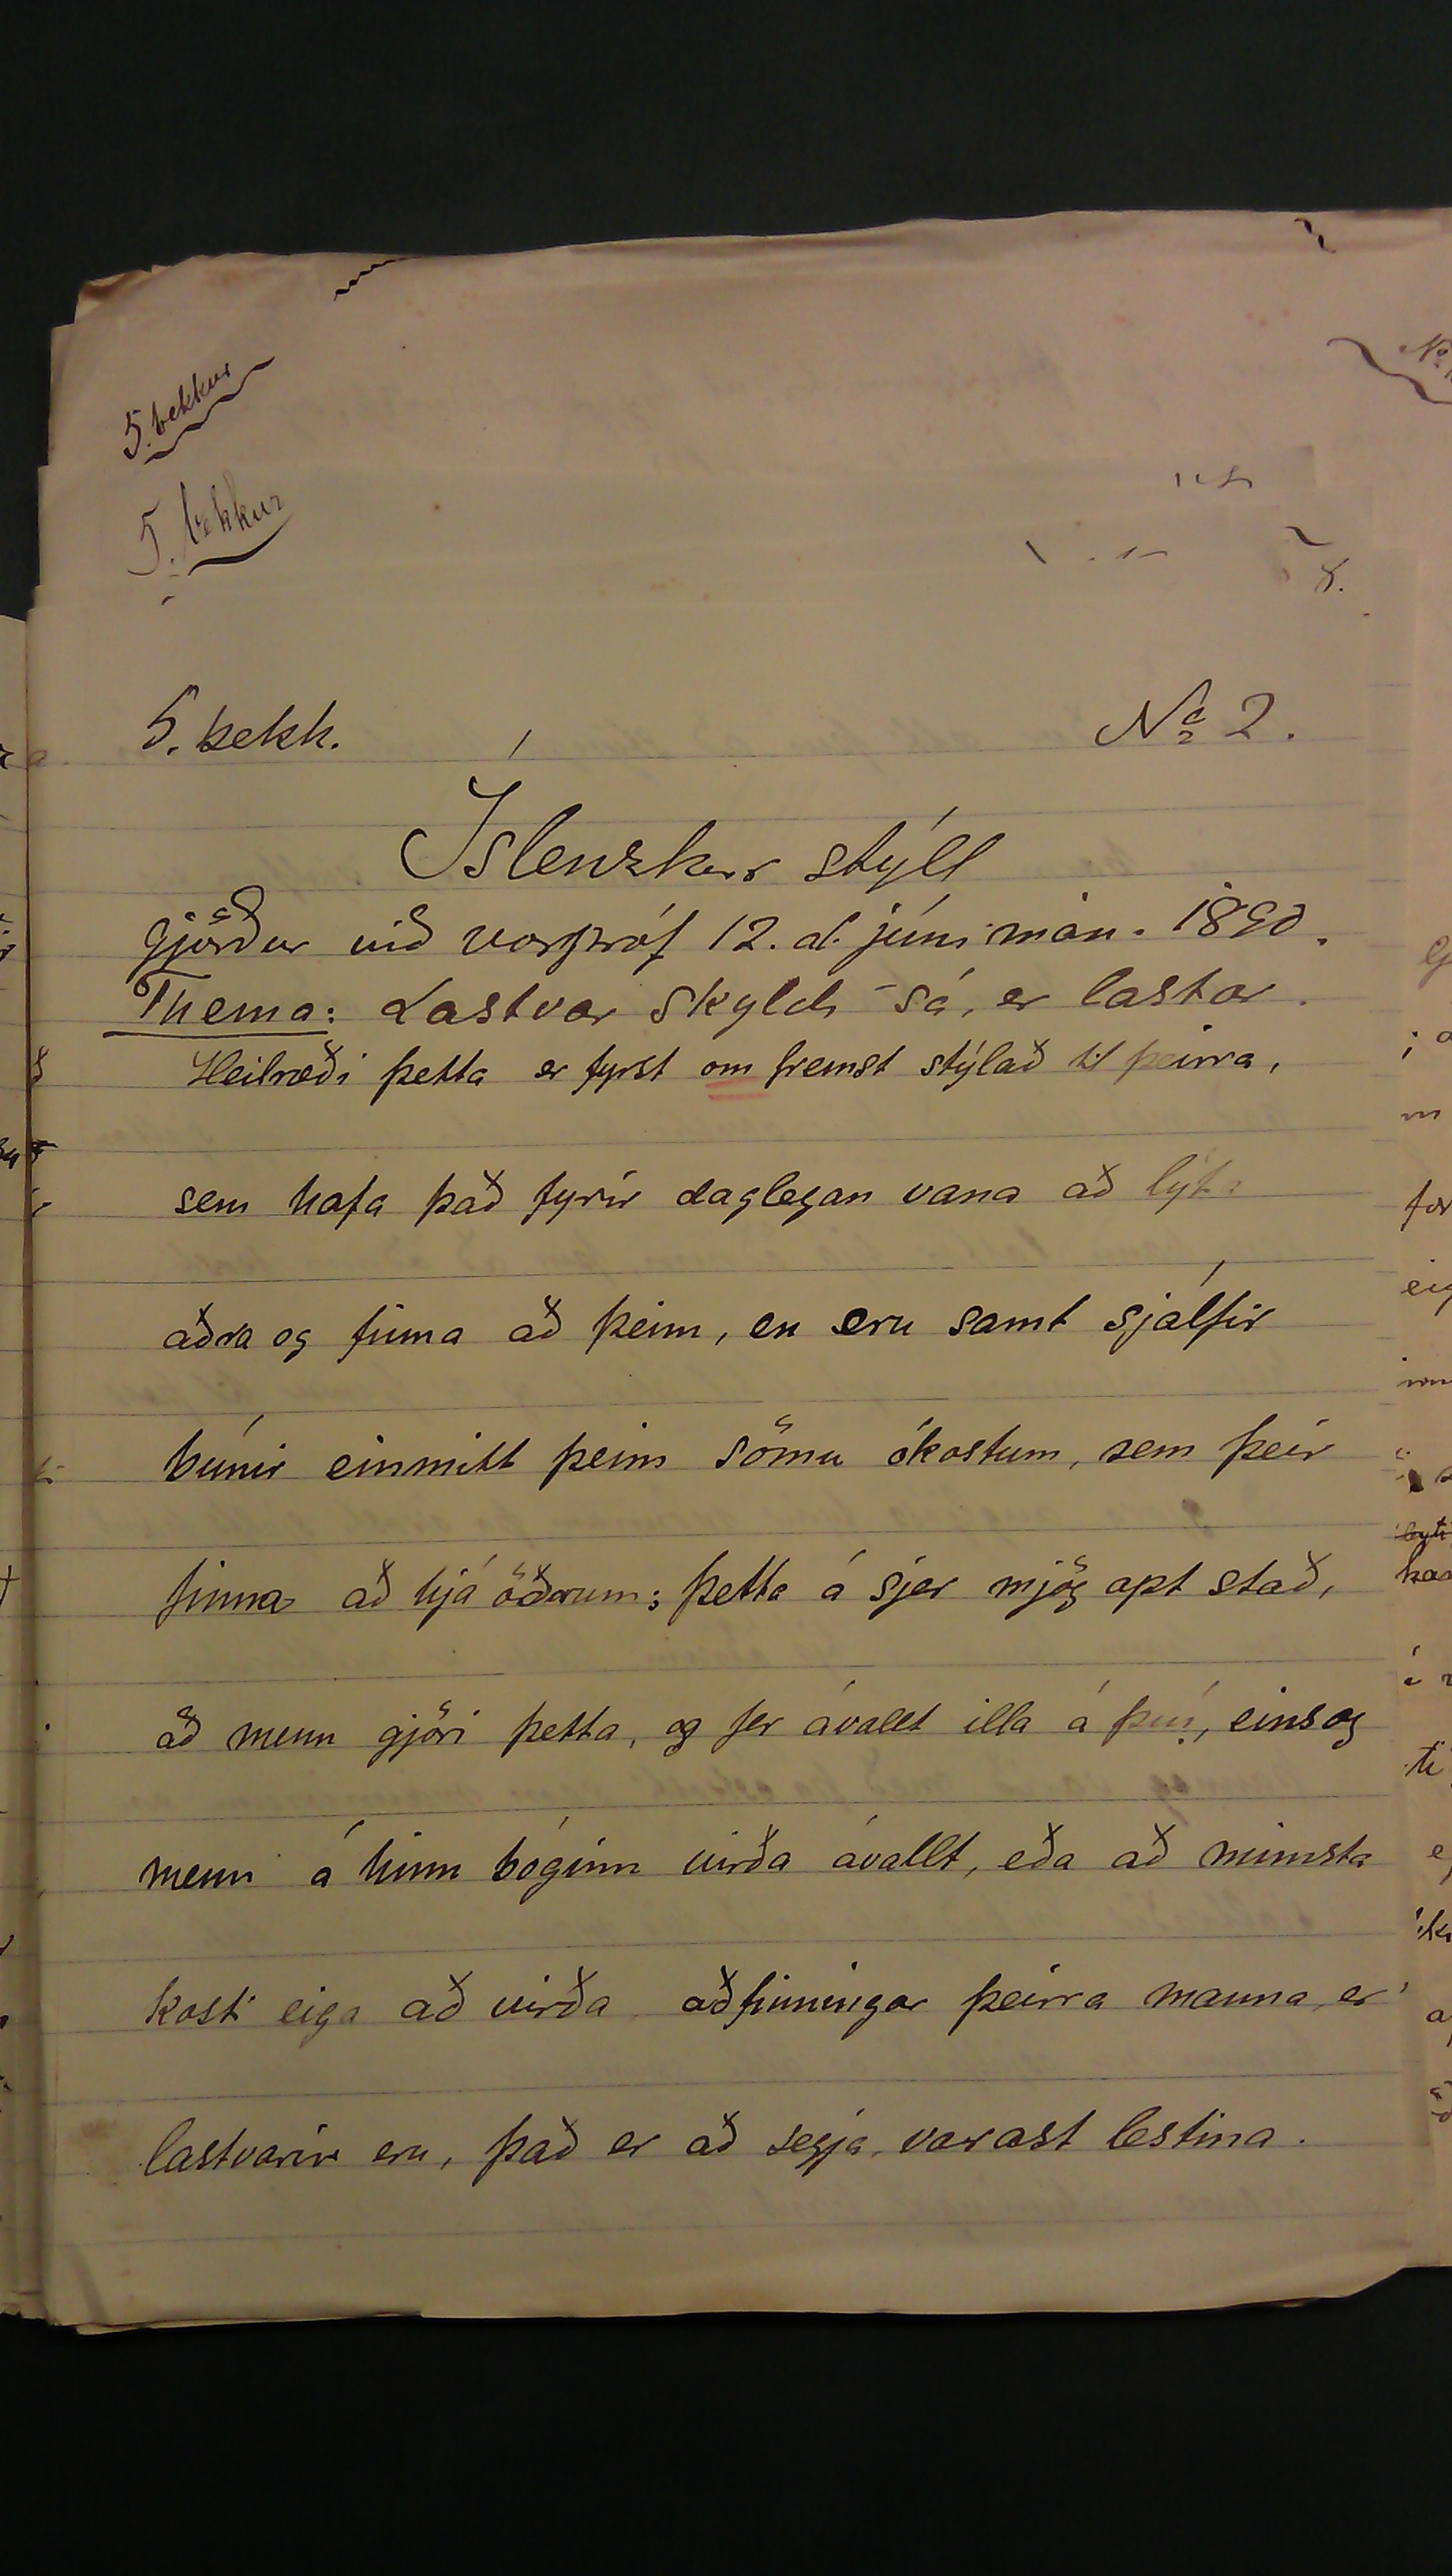 5. bekkur
5. bekkur
8.
5. bekk.
No 2.
Íslenzkur stýll
gjörður við vorpróf 12. d. júní mán. 1890.
Thema: Lastvar skyldi sá, er lastar.
Heilræði þetta er fyrst om fremst stýlað til þeirra,
sem hafa það fyrir daglegan vana að lýta
aðra og finna að þeim, en eru samt sjálfir
búnir einmitt þeim sömu ókostum, sem þeir
finna að hjá öðrum; þetta á sjer mjög opt stað,
að menn gjöri þetta, og fer ávallt illa á því, einsog
menn á hinn bóginn virða ávallt, eða að minnsta
kosti eiga að virða aðfinningar þeirra manna, er
lastvarir eru, það er að segja varast lestina.